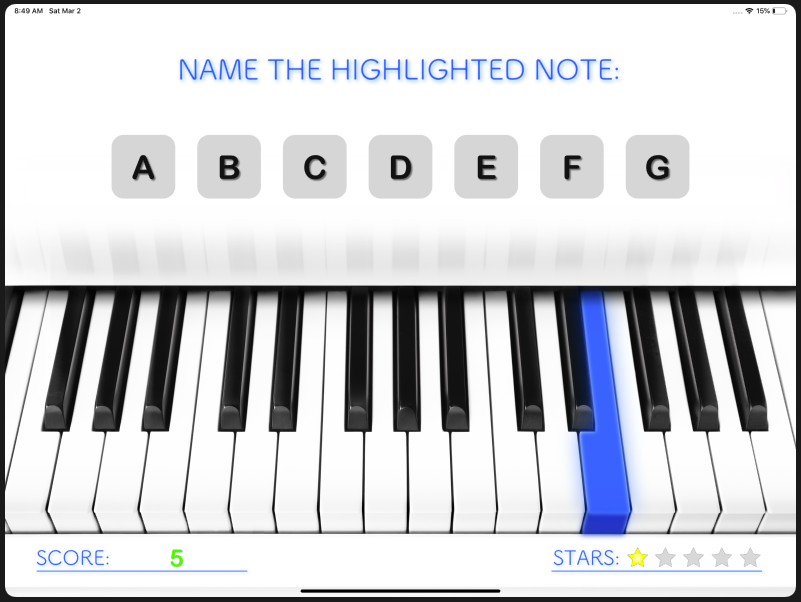 8:49 AM Sat Mar 2
15%
NAME THE HIGHLIGHTED NOTE:
A B C D E F G
SCORE: 5
STARS: